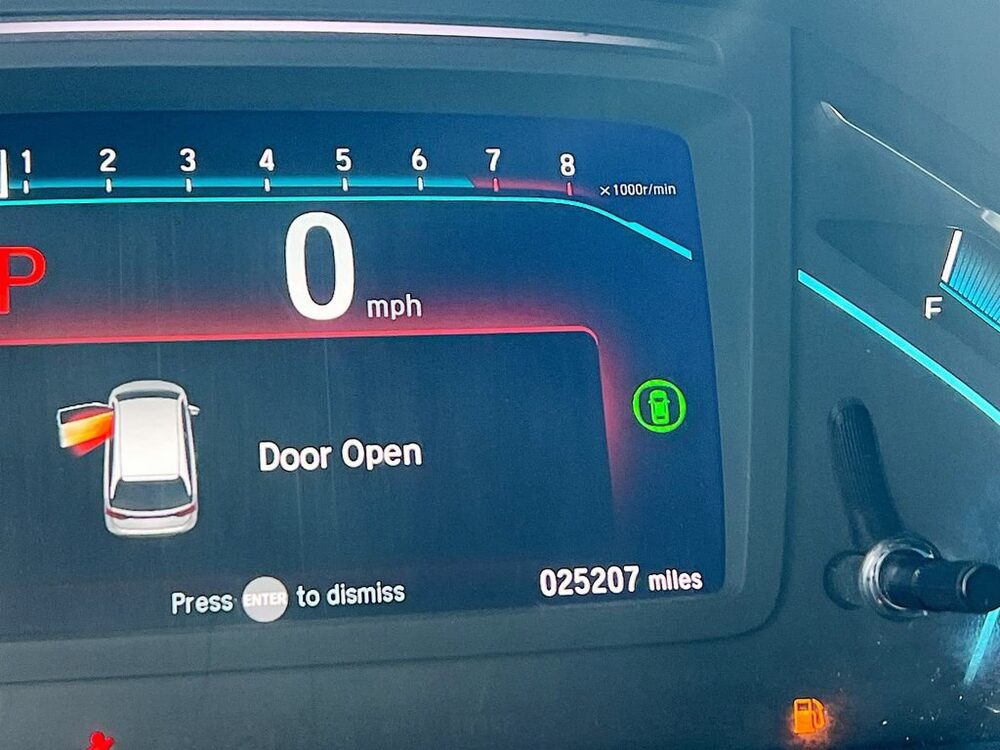 1 2 3 4 5 6 7 8 ×1000r/min
P
0 mph
F
Door Open
Press ENTER to dismiss
025207 miles